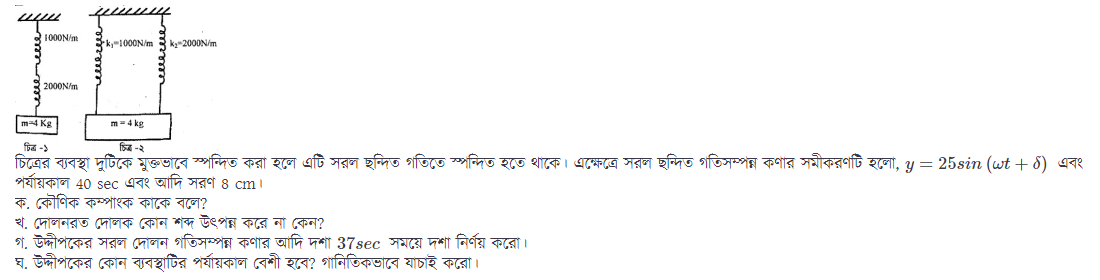 1000N/m
k₁=1000N/m
k₂=2000N/m
2000N/m
m=4 Kg
m = 4 kg
চিত্র -১
চিত্র -২
চিত্রের ব্যবস্থা দুটিকে মুক্তভাবে স্পন্দিত করা হলে এটি সরল ছন্দিত গতিতে স্পন্দিত হতে থাকে। এক্ষেত্রে সরল ছন্দিত গতিসম্পন্ন কণার সমীকরণটি হলো, y = 25sin (ωt + δ) এবং
পর্যায়কাল 40 sec এবং আদি সরণ 8 cm।
ক. কৌণিক কম্পাংক কাকে বলে?
খ. দোলনরত দোলক কোন শব্দ উৎপন্ন করে না কেন?
গ. উদ্দীপকের সরল দোলন গতিসম্পন্ন কণার আদি দশা 37sec সময়ে দশা নির্ণয় করো।
ঘ. উদ্দীপকের কোন ব্যবস্থাটির পর্যায়কাল বেশী হবে? গানিতিকভাবে যাচাই করো।